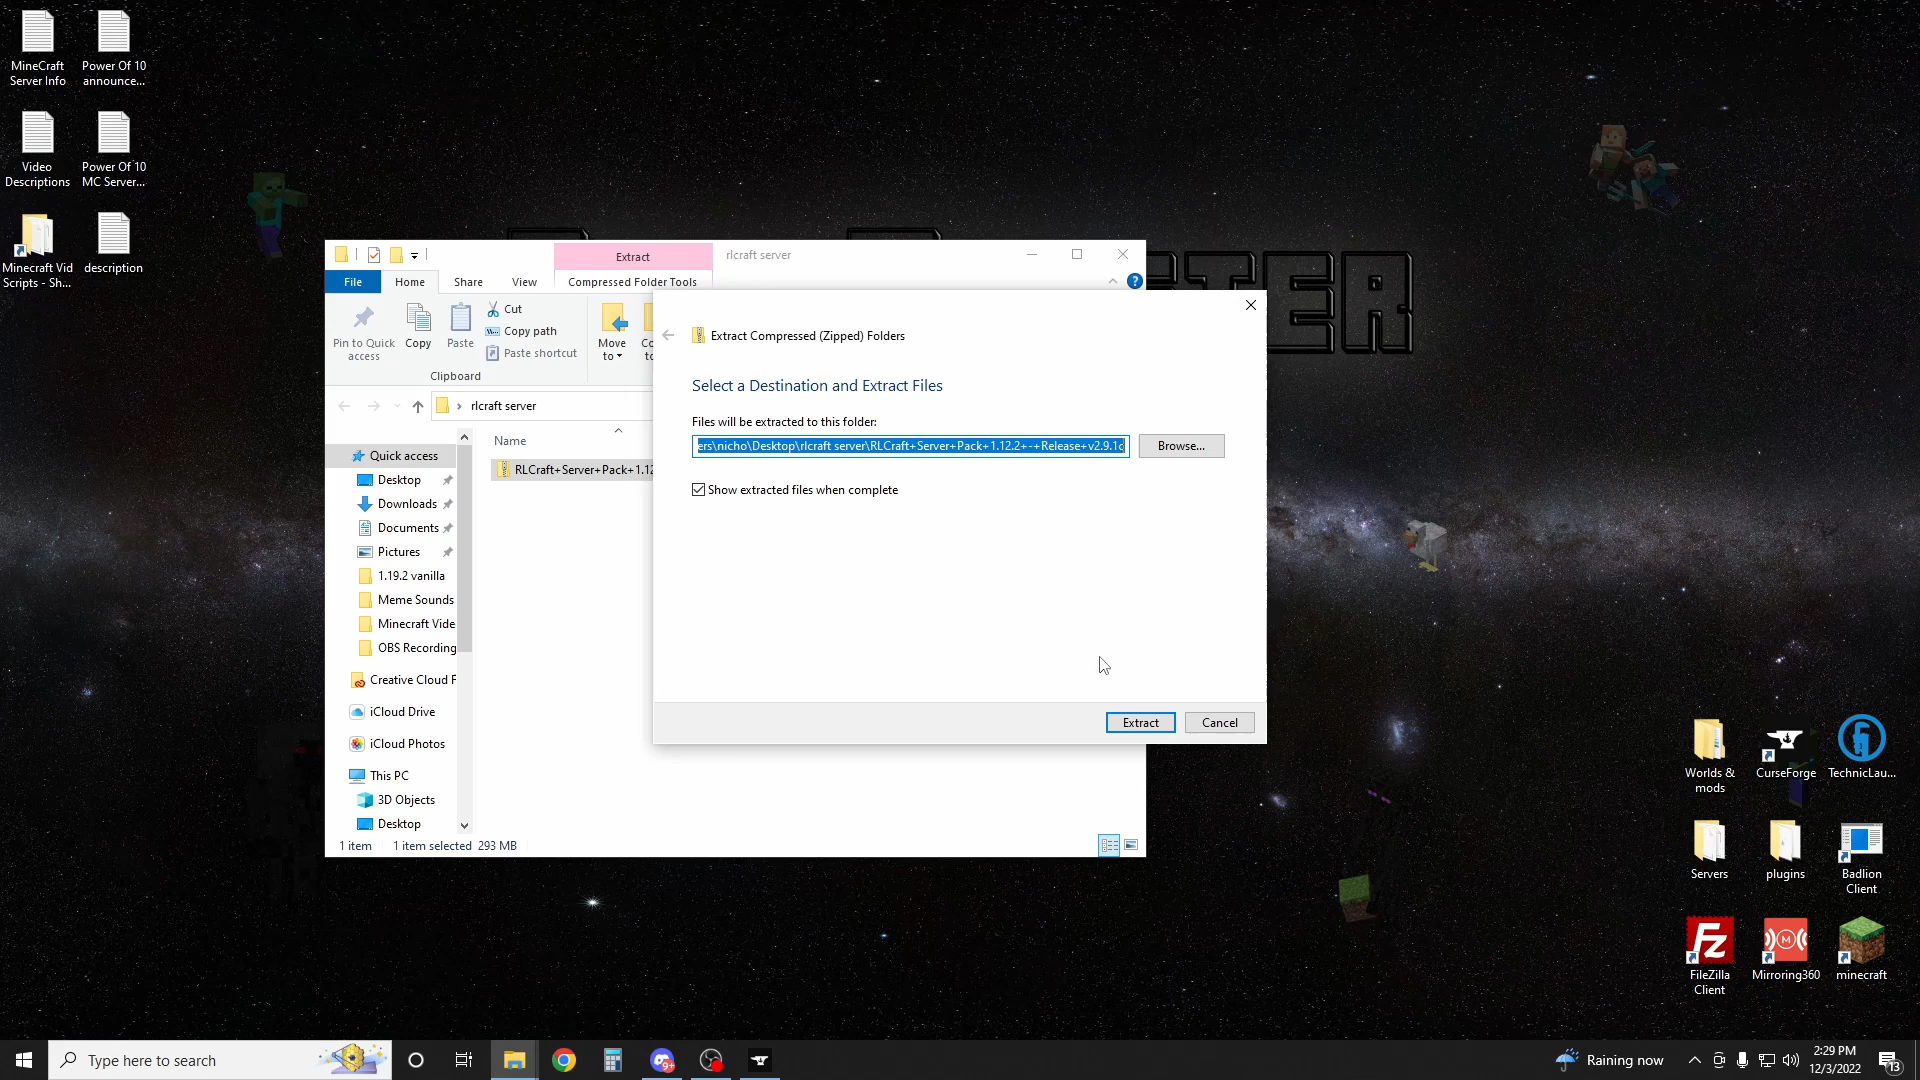 MineCraft
Server Info
Power Of 10
announce...
Video
Descriptions
Power Of 10
MC Server...
Minecraft Vid
Scripts - Sh...
description
Extract
rlcraft server
File
Home
Share
View
Compressed Folder Tools
Pin to Quick
access
Copy
Paste
Cut
Copy path
Paste shortcut
Move
to
Clipboard
rlcraft server
Name
Quick access
RLCraft+Server+Pack+1.12
Desktop
Downloads
Documents
Pictures
1.19.2 vanilla
Meme Sounds
Minecraft Vide
OBS Recording
Creative Cloud F
iCloud Drive
iCloud Photos
This PC
3D Objects
Desktop
1 item
1 item selected 293 MB
Extract Compressed (Zipped) Folders
Select a Destination and Extract Files
Files will be extracted to this folder:
ers\nicho\Desktop\rlcraft server\RLCraft+Server+Pack+1.12.2+-+Release+v2.9.1c
Browse...
Show extracted files when complete
Extract
Cancel
TER
Worlds &
mods
CurseForge
TechnicLau...
Servers
plugins
Badlion
Client
FileZilla
Client
Mirroring360
minecraft
Type here to search
9+
Raining now
2:29 PM
12/3/2022
13